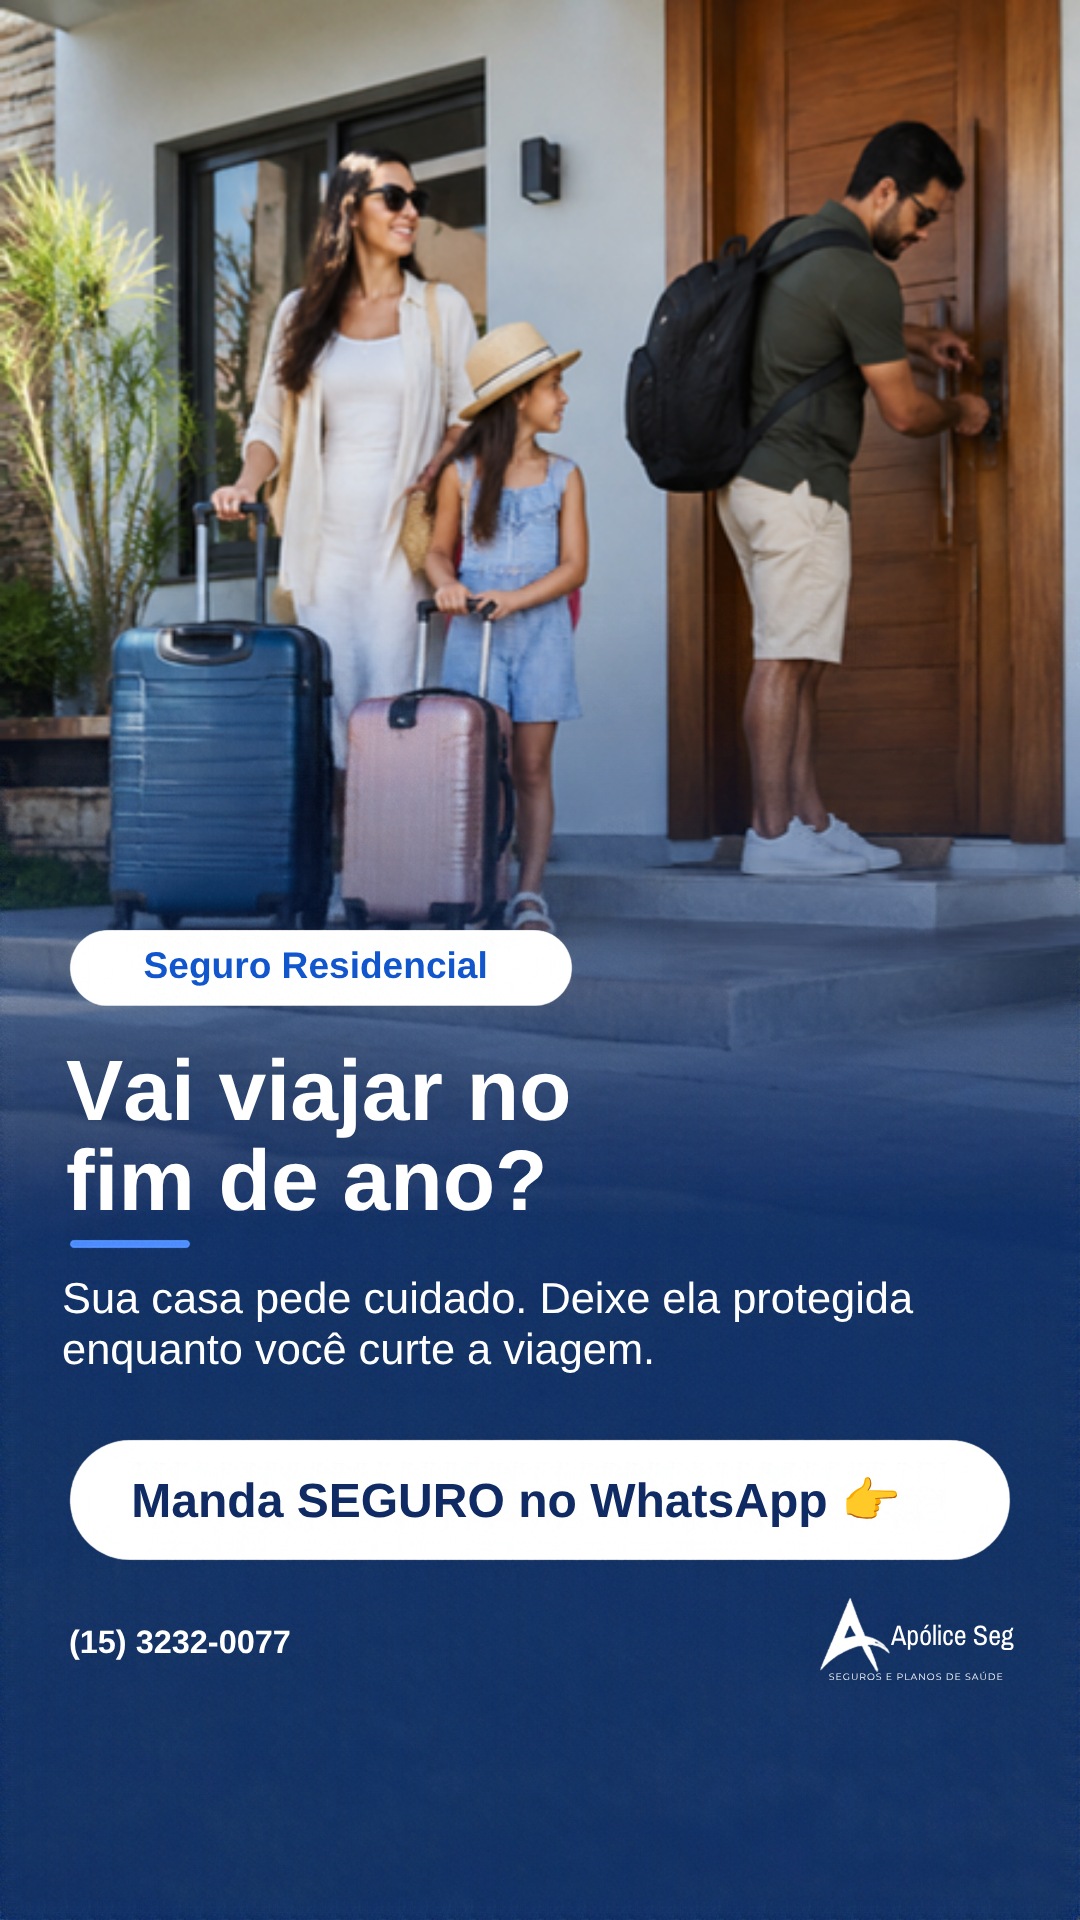 Seguro Residencial
Vai viajar no
fim de ano?
Sua casa pede cuidado. Deixe ela protegida
enquanto você curte a viagem.
Manda SEGURO no WhatsApp 👉
(15) 3232-0077
Apólice Seg
SEGUROS E PLANOS DE SAÚDE